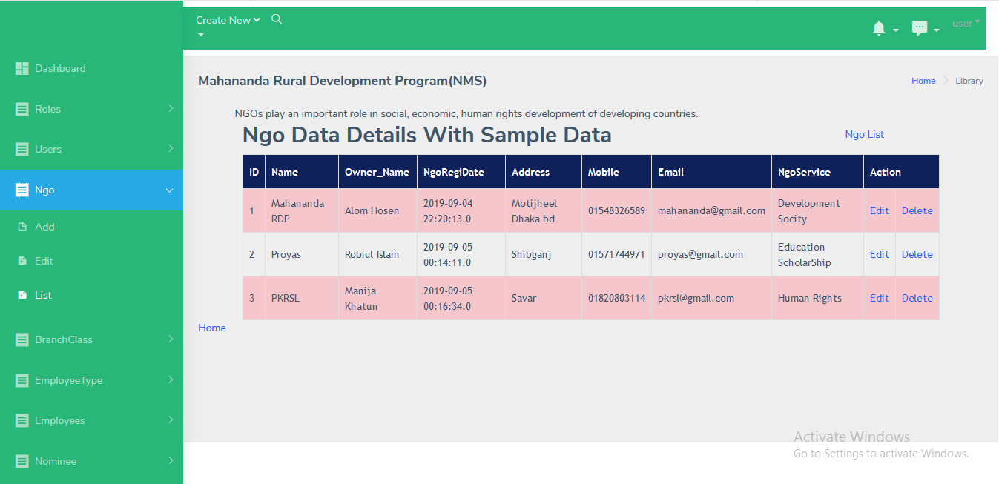 Create New
user
Dashboard
Roles
Users
Ngo
Add
Edit
List
BranchClass
EmployeeType
Employees
Nominee
Mahananda Rural Development Program(NMS)
Home Library
NGOs play an important role in social, economic, human rights development of developing countries.
Ngo Data Details With Sample Data
Ngo List
ID Name Owner_Name NgoRegiDate Address Mobile Email NgoService Action
1 Mahananda RDP Alom Hosen 2019-09-04 22:20:13.0 Motijheel Dhaka bd 01548326589 mahananda@gmail.com Development Socity Edit Delete
2 Proyas Robiul Islam 2019-09-05 00:14:11.0 Shibganj 01571744971 proyas@gmail.com Education ScholarShip Edit Delete
3 PKRSL Manija Khatun 2019-09-05 00:16:34.0 Savar 01820803114 pkrsl@gmail.com Human Rights Edit Delete
Home
Activate Windows
Go to Settings to activate Windows.